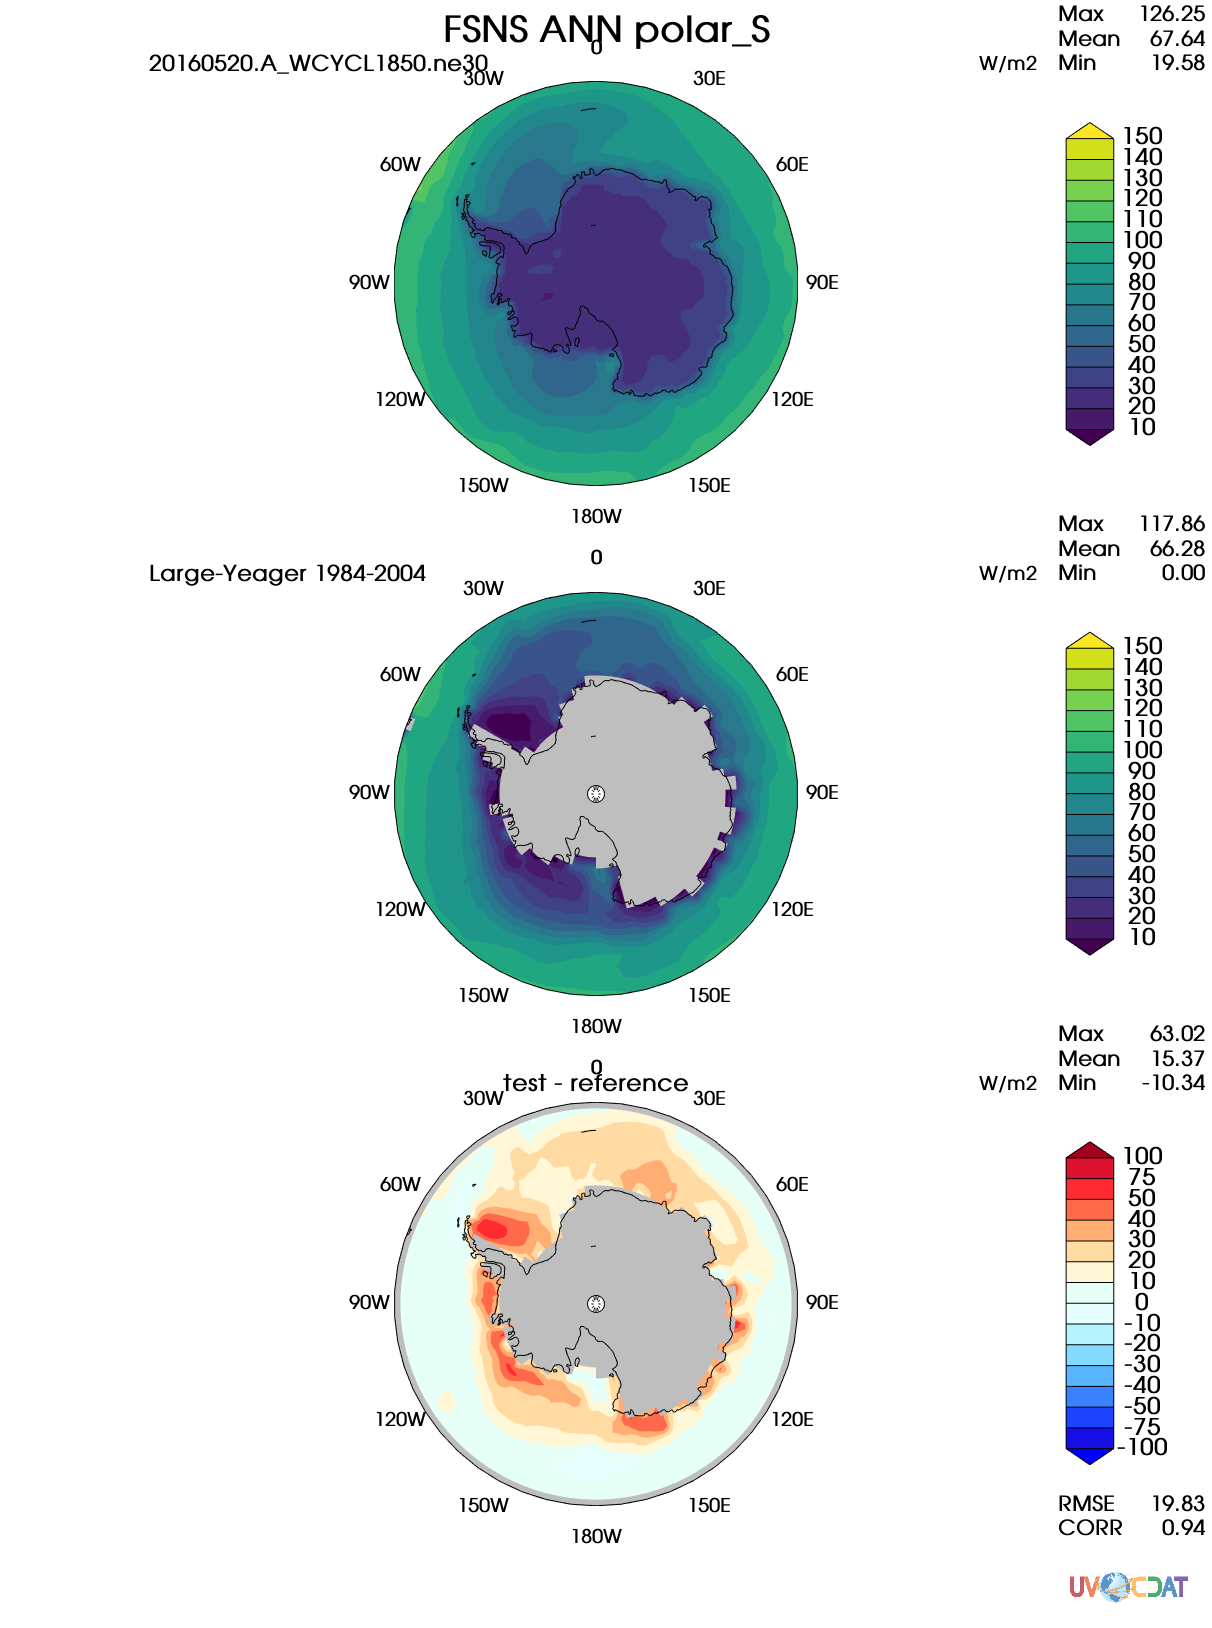 FSNS ANN polar_S
20160520.A_WCYCL1850.ne30
W/m2
Max 126.25
Mean 67.64
Min 19.58
0
30W 30E
60W 60E
90W 90E
120W 120E
150W 150E
180W
150
140
130
120
110
100
90
80
70
60
50
40
30
20
10
Large-Yeager 1984-2004
W/m2
Max 117.86
Mean 66.28
Min 0.00
0
30W 30E
60W 60E
90W 90E
120W 120E
150W 150E
180W
150
140
130
120
110
100
90
80
70
60
50
40
30
20
10
test - reference
W/m2
Max 63.02
Mean 15.37
Min -10.34
0
30W 30E
60W 60E
90W 90E
120W 120E
150W 150E
180W
100
75
50
40
30
20
10
0
-10
-20
-30
-40
-50
-75
-100
RMSE 19.83
CORR 0.94
UV CDAT